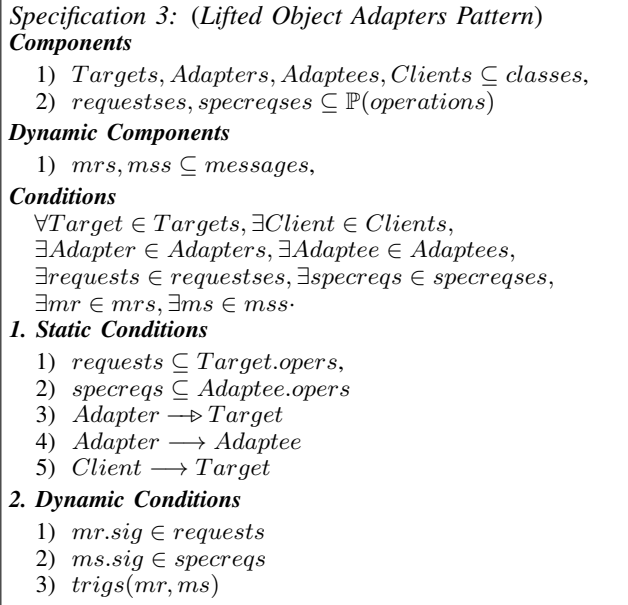 Specification 3: (Lifted Object Adapters Pattern)
Components
1) Targets, Adapters, Adaptees, Clients ⊆ classes,
2) requestses, specreqses ⊆ ℙ(operations)
Dynamic Components
1) mrs, mss ⊆ messages,
Conditions
∀Target ∈ Targets, ∃Client ∈ Clients,
∃Adapter ∈ Adapters, ∃Adaptee ∈ Adaptees,
∃requests ∈ requestses, ∃specreqs ∈ specreqses,
∃mr ∈ mrs, ∃ms ∈ mss·
1. Static Conditions
1) requests ⊆ Target.opers,
2) specreqs ⊆ Adaptee.opers
3) Adapter ⇾ Target
4) Adapter ⟶ Adaptee
5) Client ⟶ Target
2. Dynamic Conditions
1) mr.sig ∈ requests
2) ms.sig ∈ specreqs
3) trigs(mr, ms)